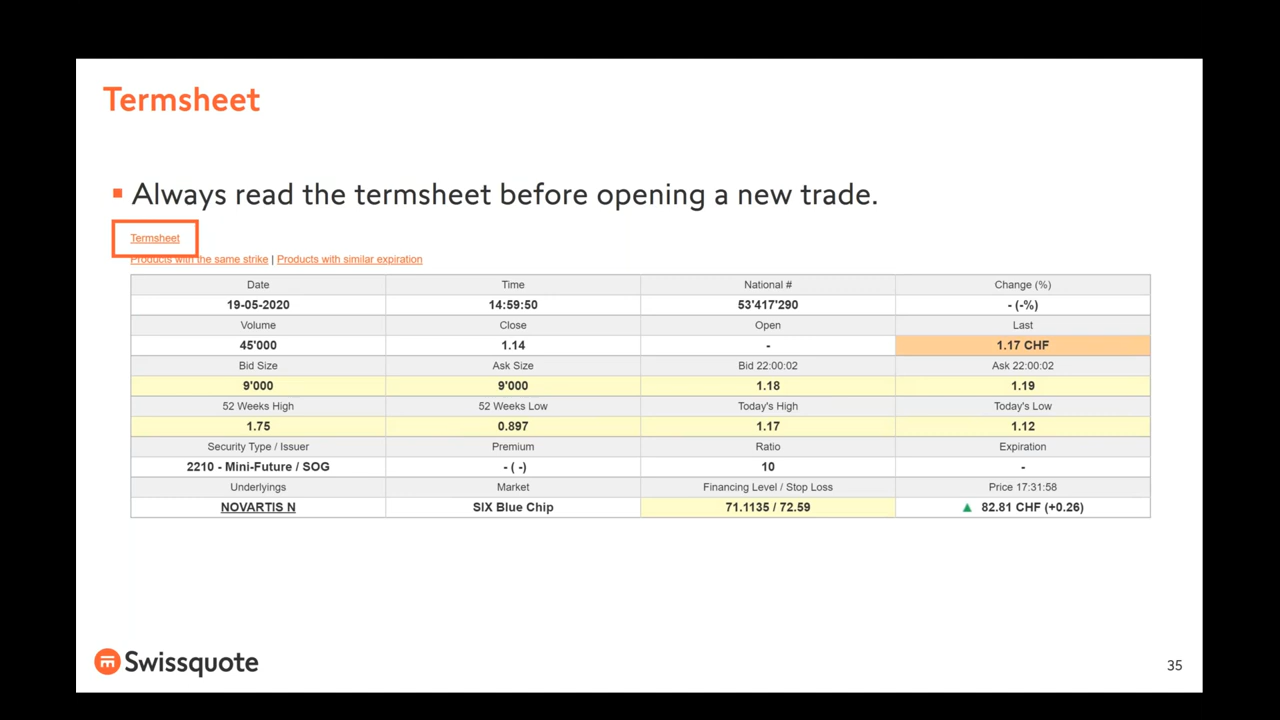 Termsheet
Always read the termsheet before opening a new trade.
Termsheet
Products with the same strike | Products with similar expiration
Date Time National # Change (%)
19-05-2020 14:59:50 53'417'290 - (-%)
Volume Close Open Last
45'000 1.14 - 1.17 CHF
Bid Size Ask Size Bid 22:00:02 Ask 22:00:02
9'000 9'000 1.18 1.19
52 Weeks High 52 Weeks Low Today's High Today's Low
1.75 0.897 1.17 1.12
Security Type / Issuer Premium Ratio Expiration
2210 - Mini-Future / SOG - ( -) 10 -
Underlyings Market Financing Level / Stop Loss Price 17:31:58
NOVARTIS N SIX Blue Chip 71.1135 / 72.59 ▲ 82.81 CHF (+0.26)
Swissquote
35